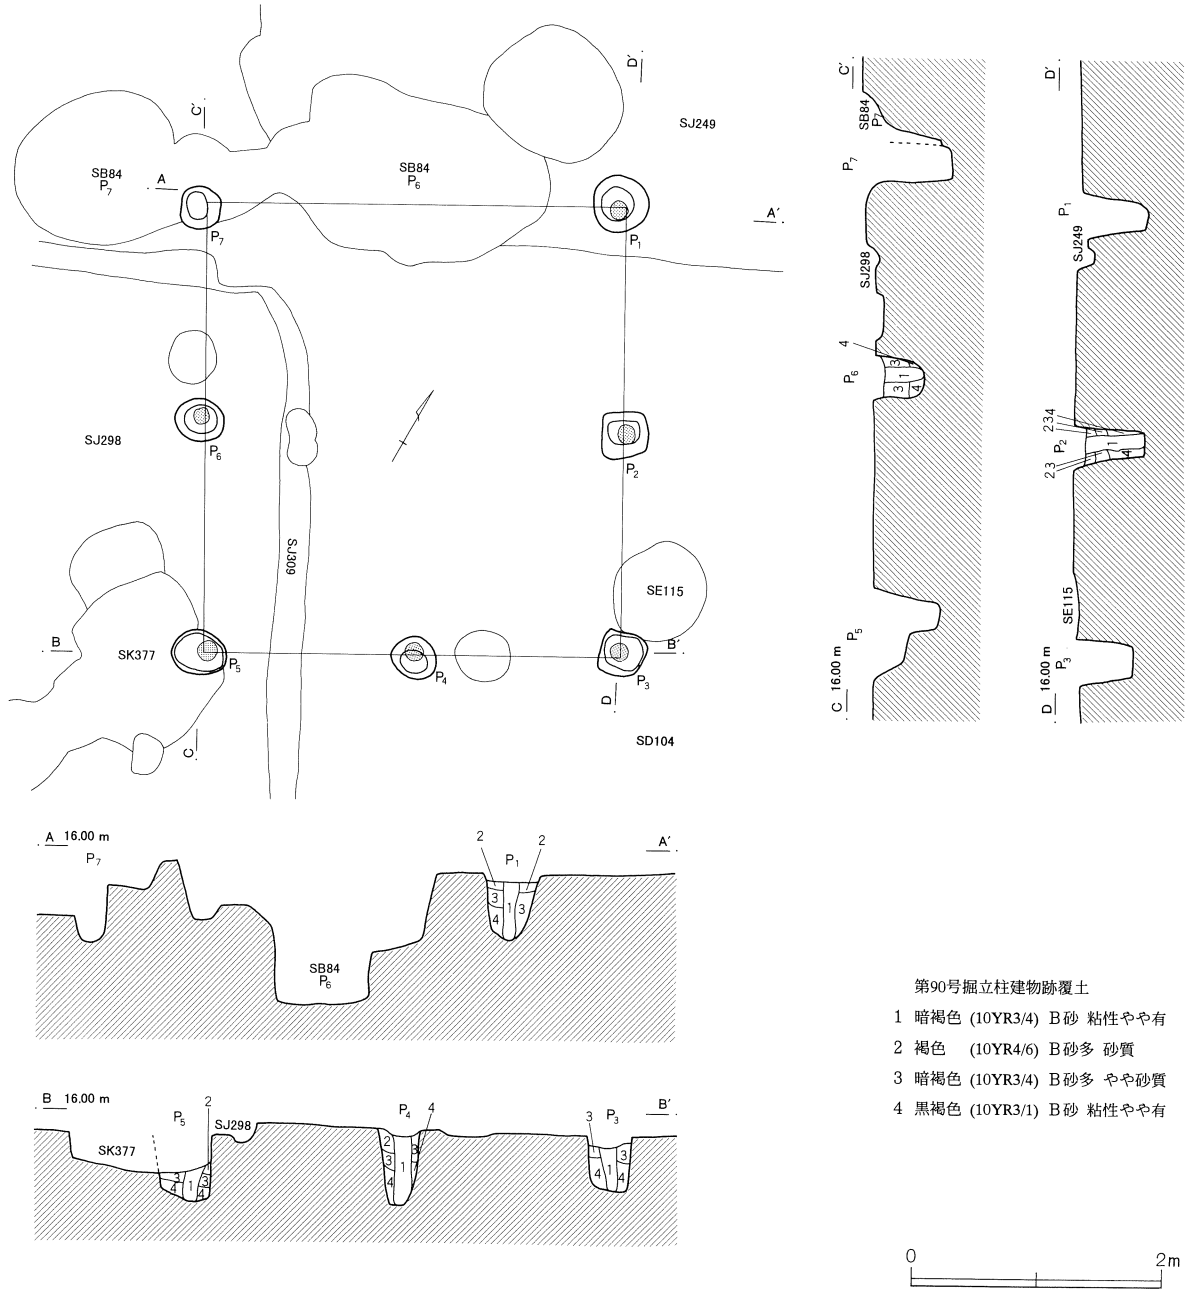 D′
C′
SJ249
SB84
P7
A
SB84
P6
A′
P7
P1
SJ298
P6
P2
SJ309
SE115
B
SK377
P5
P4
P3
B′
D
C
SD104
C′
SB84
P7
P7
SJ298
4
P6
3
1
3
4
P5
C 16.00 m
D′
P1
SJ249
234
P2
1
4
23
SE115
P3
D 16.00 m
A 16.00 m
P7
SB84
P6
2
P1
2
A′
3
4
1
3
B 16.00 m
SK377
P5
2
SJ298
3
4
1
3
4
P4
4
2
3
4
1
3
3
P3
B′
4
1
3
4
第90号掘立柱建物跡覆土
1 暗褐色 (10YR3/4) B砂 粘性やや有
2 褐色 (10YR4/6) B砂多 砂質
3 暗褐色 (10YR3/4) B砂多 やや砂質
4 黒褐色 (10YR3/1) B砂 粘性やや有
0 2m